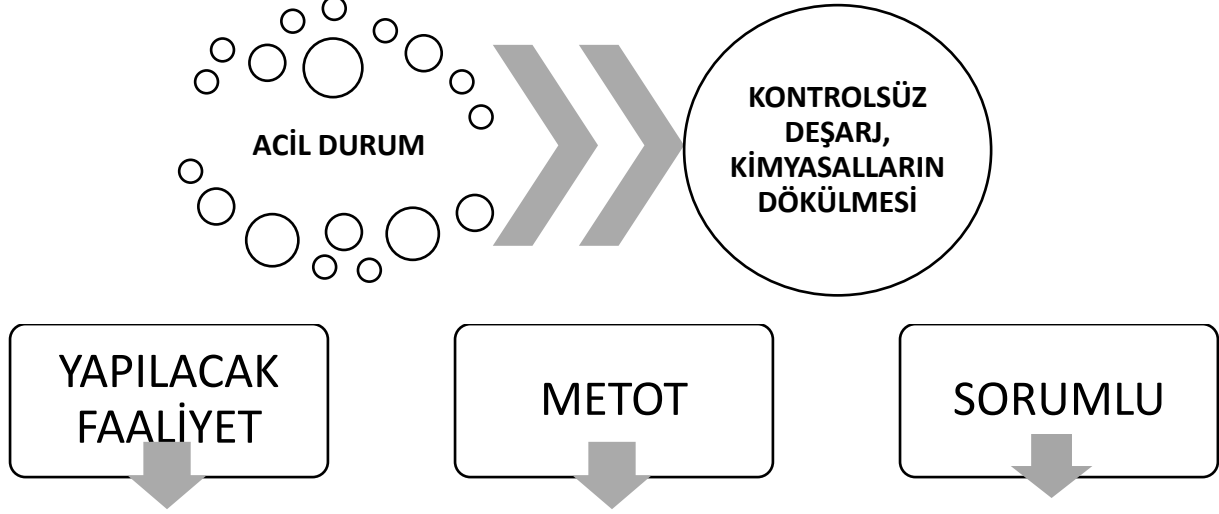 ACİL DURUM
KONTROLSÜZ
DEŞARJ,
KİMYASALLARIN
DÖKÜLMESİ
YAPILACAK
FAALİYET
METOT
SORUMLU